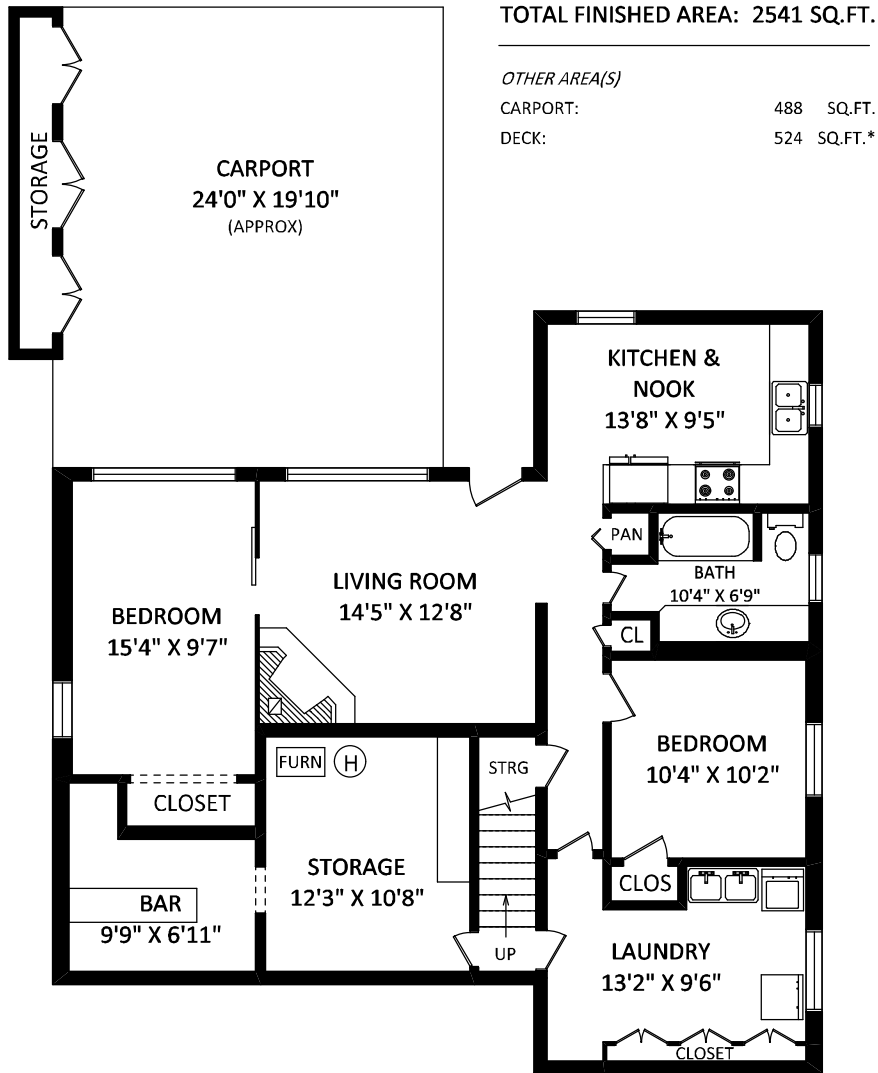 TOTAL FINISHED AREA: 2541 SQ.FT.
OTHER AREA(S)
CARPORT: 488 SQ.FT.
DECK: 524 SQ.FT.*
STORAGE
CARPORT
24'0" X 19'10"
(APPROX)
KITCHEN &
NOOK
13'8" X 9'5"
PAN
BATH
10'4" X 6'9"
CL
LIVING ROOM
14'5" X 12'8"
BEDROOM
15'4" X 9'7"
BEDROOM
10'4" X 10'2"
FURN
H
STRG
CLOSET
STORAGE
12'3" X 10'8"
CLOS
BAR
9'9" X 6'11"
UP
LAUNDRY
13'2" X 9'6"
CLOSET